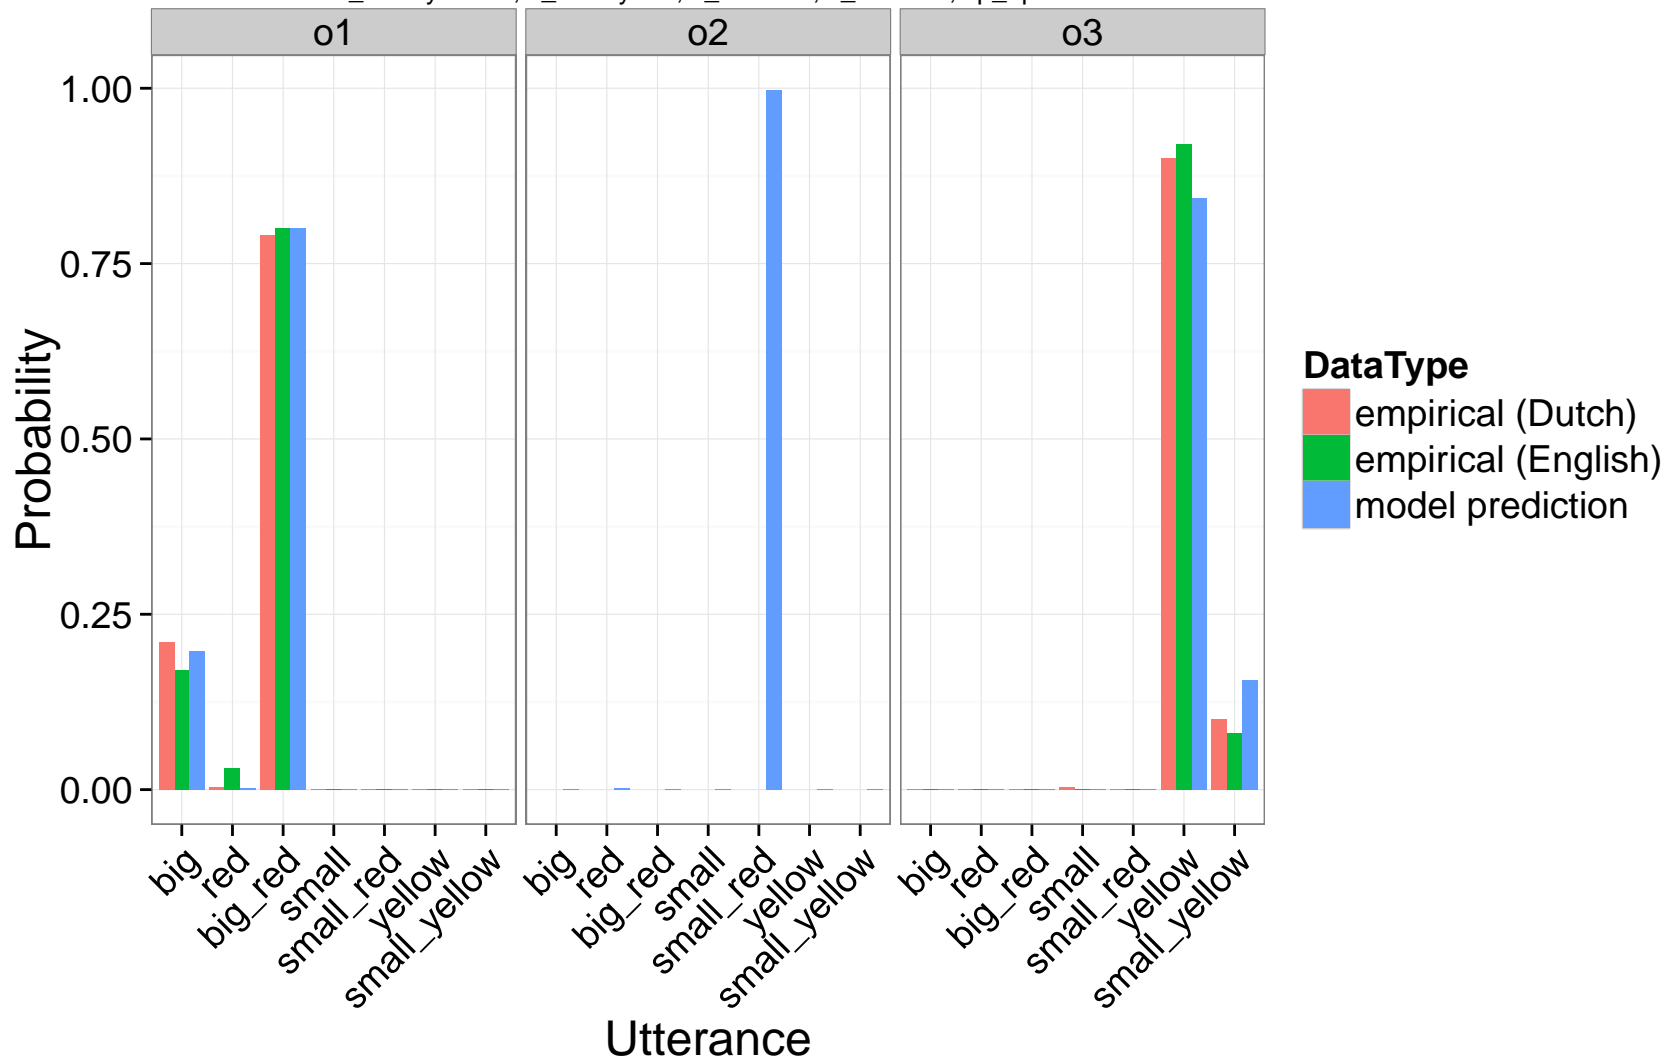 o1
o2
o3
1.00
0.75
0.50
0.25
0.00
Probability
big
red
big_red
small
small_red
yellow
small_yellow
big
red
big_red
small
small_red
yellow
small_yellow
big
red
big_red
small
small_red
yellow
small_yellow
Utterance
DataType
empirical (Dutch)
empirical (English)
model prediction